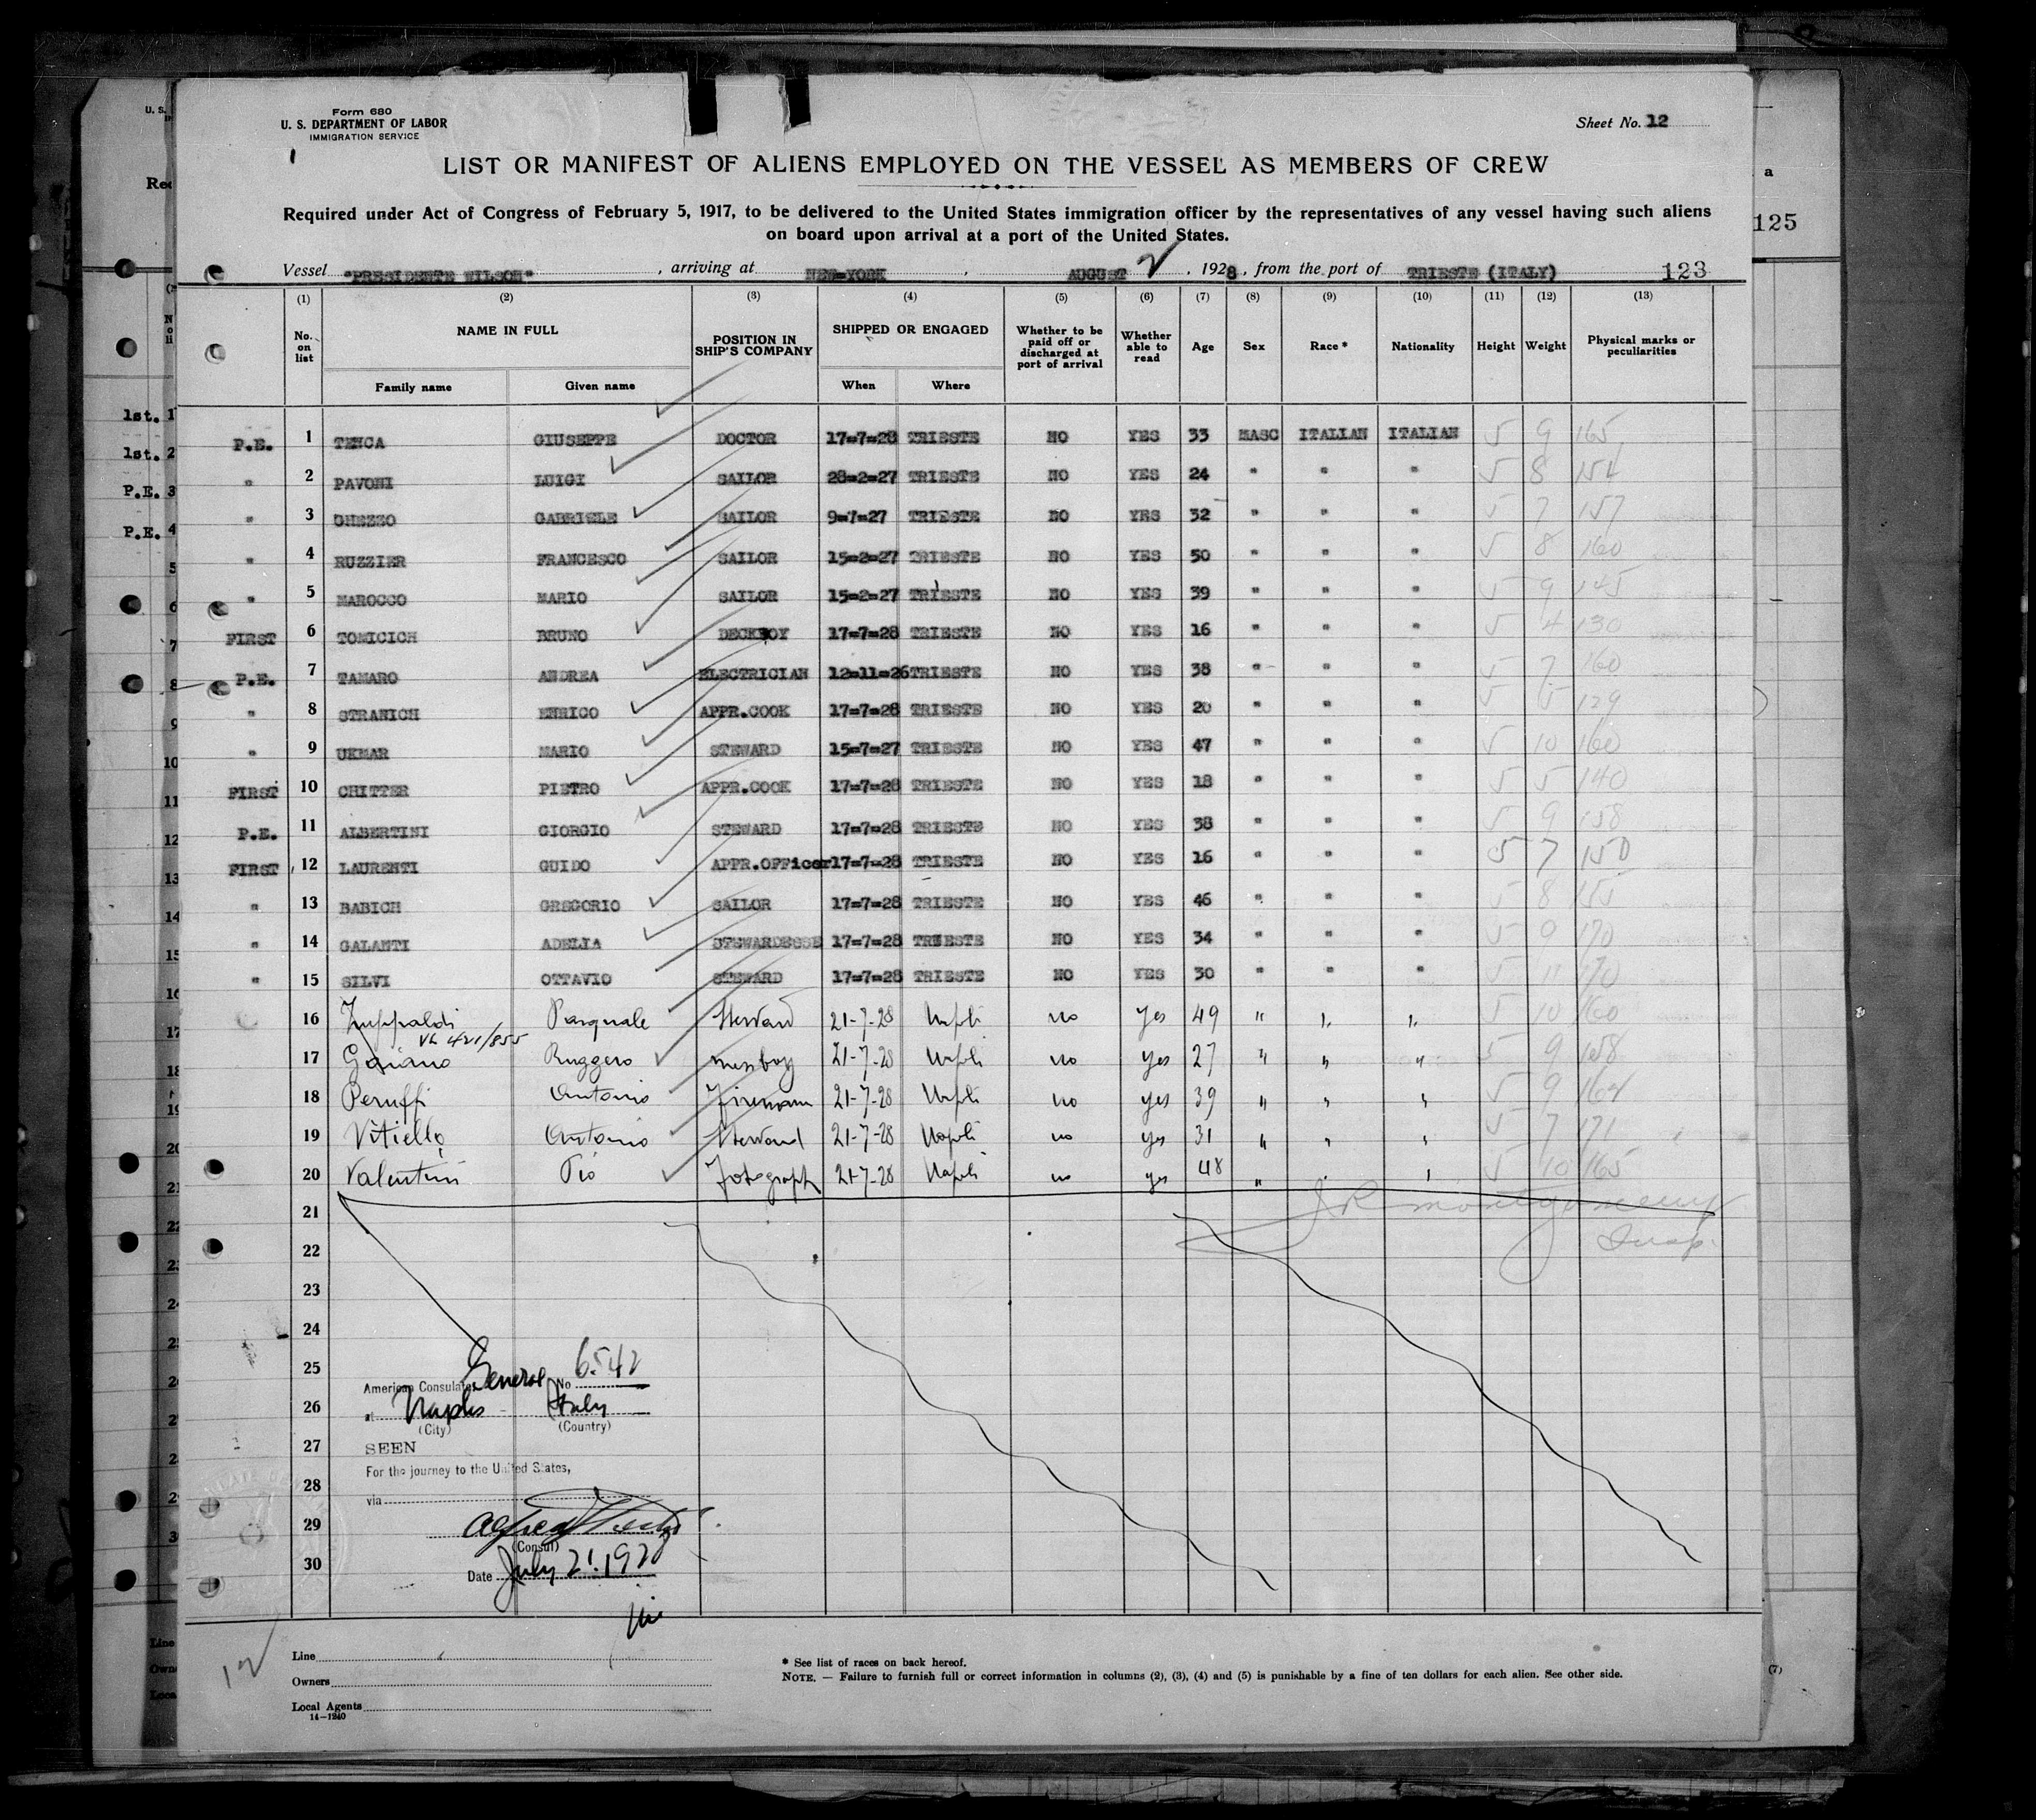 Form 680
U. S. DEPARTMENT OF LABOR
IMMIGRATION SERVICE
Sheet No. 12
LIST OR MANIFEST OF ALIENS EMPLOYED ON THE VESSEL AS MEMBERS OF CREW
Required under Act of Congress of February 5, 1917, to be delivered to the United States immigration officer by the representatives of any vessel having such aliens
on board upon arrival at a port of the United States.
125
Vessel "PRESIDENTE WILSON", arriving at NEW-YORK, AUGUST 2, 1928, from the port of TRIESTE (ITALY) 123
(1) (2) (3) (4) (5) (6) (7) (8) (9) (10) (11) (12) (13)
No. on list NAME IN FULL POSITION IN SHIP'S COMPANY SHIPPED OR ENGAGED Whether to be paid off or discharged at port of arrival Whether able to read Age Sex Race * Nationality Height Weight Physical marks or peculiarities
Family name Given name When Where
P.E. 1 TENCA GIUSEPPE DOCTOR 17=7=28 TRIESTE NO YES 33 MASC ITALIAN ITALIAN 5 9 165
" 2 PAVONI LUIGI SAILOR 28=2=27 TRIESTE NO YES 24 " " " 5 8 154
" 3 GHEZZO GABRIELE SAILOR 9=7=27 TRIESTE NO YES 32 " " " 5 7 157
" 4 RUZZIER FRANCESCO SAILOR 15=2=27 TRIESTE NO YES 50 " " " 5 8 160
" 5 MAROCCO MARIO SAILOR 15=2=27 TRIESTE NO YES 39 " " " 5 9 145
FIRST 6 TOMICICH BRUNO DECKBOY 17=7=28 TRIESTE NO YES 16 " " " 5 4 130
P.E. 7 TAMARO ANDREA ELECTRICIAN 12=11=26 TRIESTE NO YES 38 " " " 5 7 160
" 8 STRANICH ENRICO APPR.COOK 17=7=28 TRIESTE NO YES 20 " " " 5 5 129
" 9 UKMAR MARIO STEWARD 15=7=27 TRIESTE NO YES 47 " " " 5 10 160
FIRST 10 CHITTER PIETRO APPR.COOK 17=7=28 TRIESTE NO YES 18 " " " 5 5 140
P.E. 11 ALBERTINI GIORGIO STEWARD 17=7=28 TRIESTE NO YES 38 " " " 5 9 158
FIRST 12 LAURENTI GUIDO APPR.OFFicer 17=7=28 TRIESTE NO YES 16 " " " 5 7 150
" 13 BABICH GREGORIO SAILOR 17=7=28 TRIESTE NO YES 46 " " " 5 8 155
" 14 GALANTI ADELIA STEWARDESSE 17=7=28 TRIESTE NO YES 34 " " " 5 0 170
" 15 SILVI OTTAVIO STEWARD 17=7=28 TRIESTE NO YES 30 " " " 5 11 170
16 Zuppaldi Pasquale Steward 21-7-28 Napoli no yes 49 " " " 5 10 160
17 Gaiano Ruggero messboy 21-7-28 Napoli no yes 27 " " " 5 9 158
18 Peruffi Antonio Firemann 21-7-28 Napoli no yes 39 " " " 5 9 164
19 Vitiello Antonio Steward 21-7-28 Napoli no yes 31 " " " 5 7 171
20 Valentini Pio Fotograph 21-7-28 Napoli no yes 48 " " " 5 10 165
21 J R Montgomery
22 Insp.
23
24
25 American Consulate General No 6542
26 at Naples Italy
(City) (Country)
27 SEEN
For the journey to the United States,
28
via
29
(Consul)
30 Date July 21. 1928
Line
Owners
Local Agents
14—1240
* See list of races on back hereof.
NOTE. — Failure to furnish full or correct information in columns (2), (3), (4) and (5) is punishable by a fine of ten dollars for each alien. See other side.
12